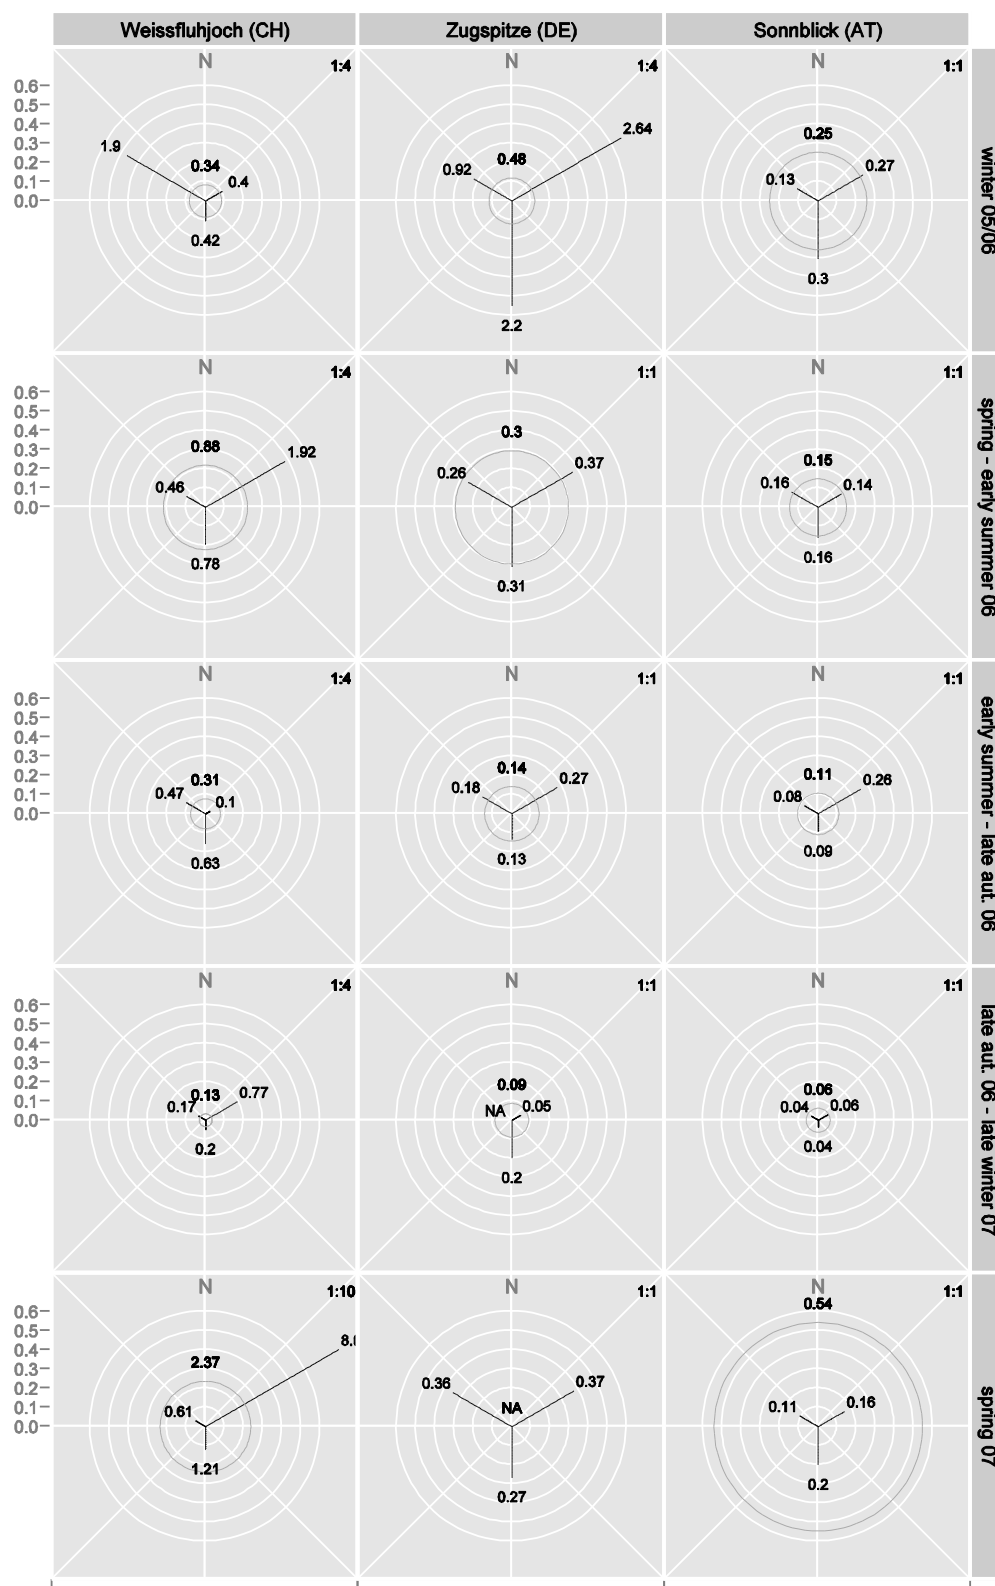 Weissfluhjoch (CH) Zugspitze (DE) Sonnblick (AT)
N 1:4 N 1:4 N 1:1
winter 05/06
0.6
0.5
0.4
0.3
0.2
0.1
0.0
1.9 0.34 0.4 0.42
0.92 0.48 2.64 2.2
0.13 0.25 0.27 0.3
N 1:4 N 1:1 N 1:1
spring - early summer 06
0.6
0.5
0.4
0.3
0.2
0.1
0.0
0.46 0.88 1.92 0.78
0.26 0.3 0.37 0.31
0.16 0.15 0.14 0.16
N 1:4 N 1:1 N 1:1
early summer - late aut. 06
0.6
0.5
0.4
0.3
0.2
0.1
0.0
0.47 0.31 0.1 0.63
0.18 0.14 0.27 0.13
0.08 0.11 0.26 0.09
N 1:4 N 1:1 N 1:1
late aut. 06 - late winter 07
0.6
0.5
0.4
0.3
0.2
0.1
0.0
0.17 0.13 0.77 0.2
NA 0.09 0.05 0.2
0.04 0.06 0.06 0.04
N 1:10 N 1:1 N 1:1
spring 07
0.6
0.5
0.4
0.3
0.2
0.1
0.0
0.61 2.37 1.21
0.36 NA 0.37 0.27
0.11 0.54 0.16 0.2